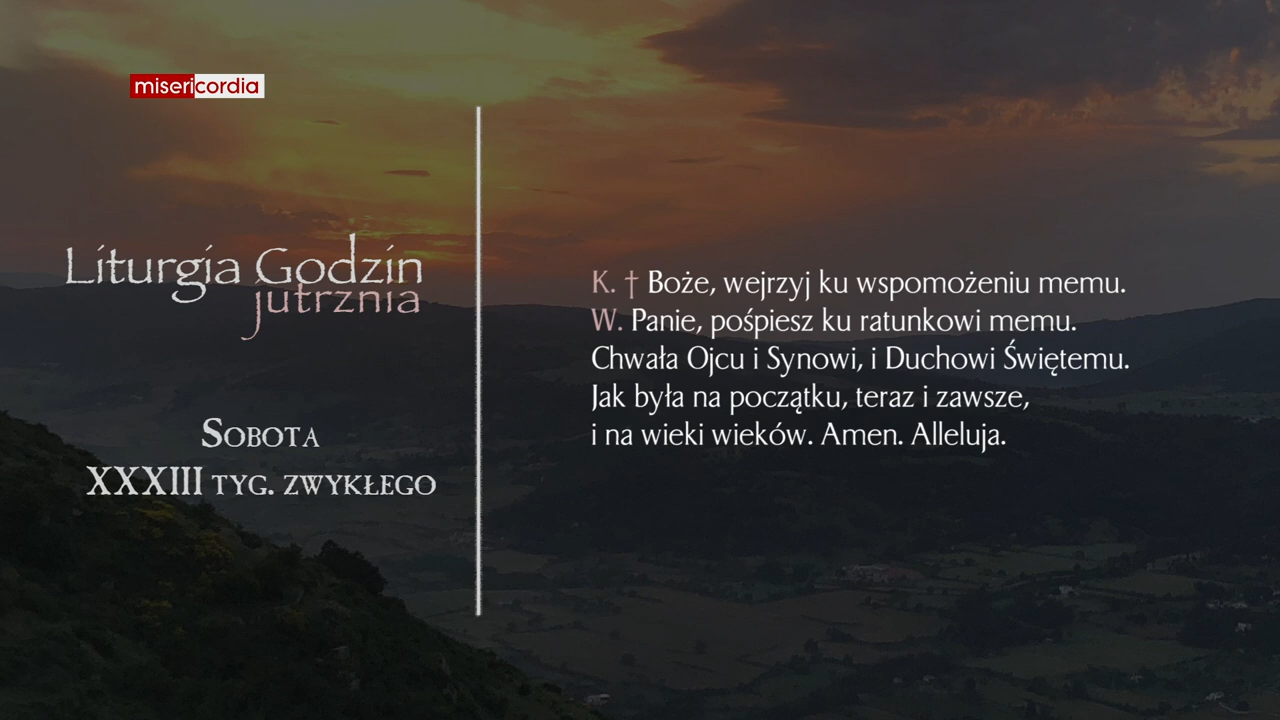 misericordia
Liturgia Godzin
jutrznia
Sobota
XXXIII tyg. zwykłego
K. † Boże, wejrzyj ku wspomożeniu memu.
W. Panie, pośpiesz ku ratunkowi memu.
Chwała Ojcu i Synowi, i Duchowi Świętemu.
Jak była na początku, teraz i zawsze,
i na wieki wieków. Amen. Alleluja.